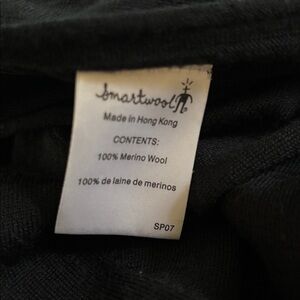 Smartwool
Made in Hong Kong
CONTENTS:
100% Merino Wool
100% de laine de merinos
SP07